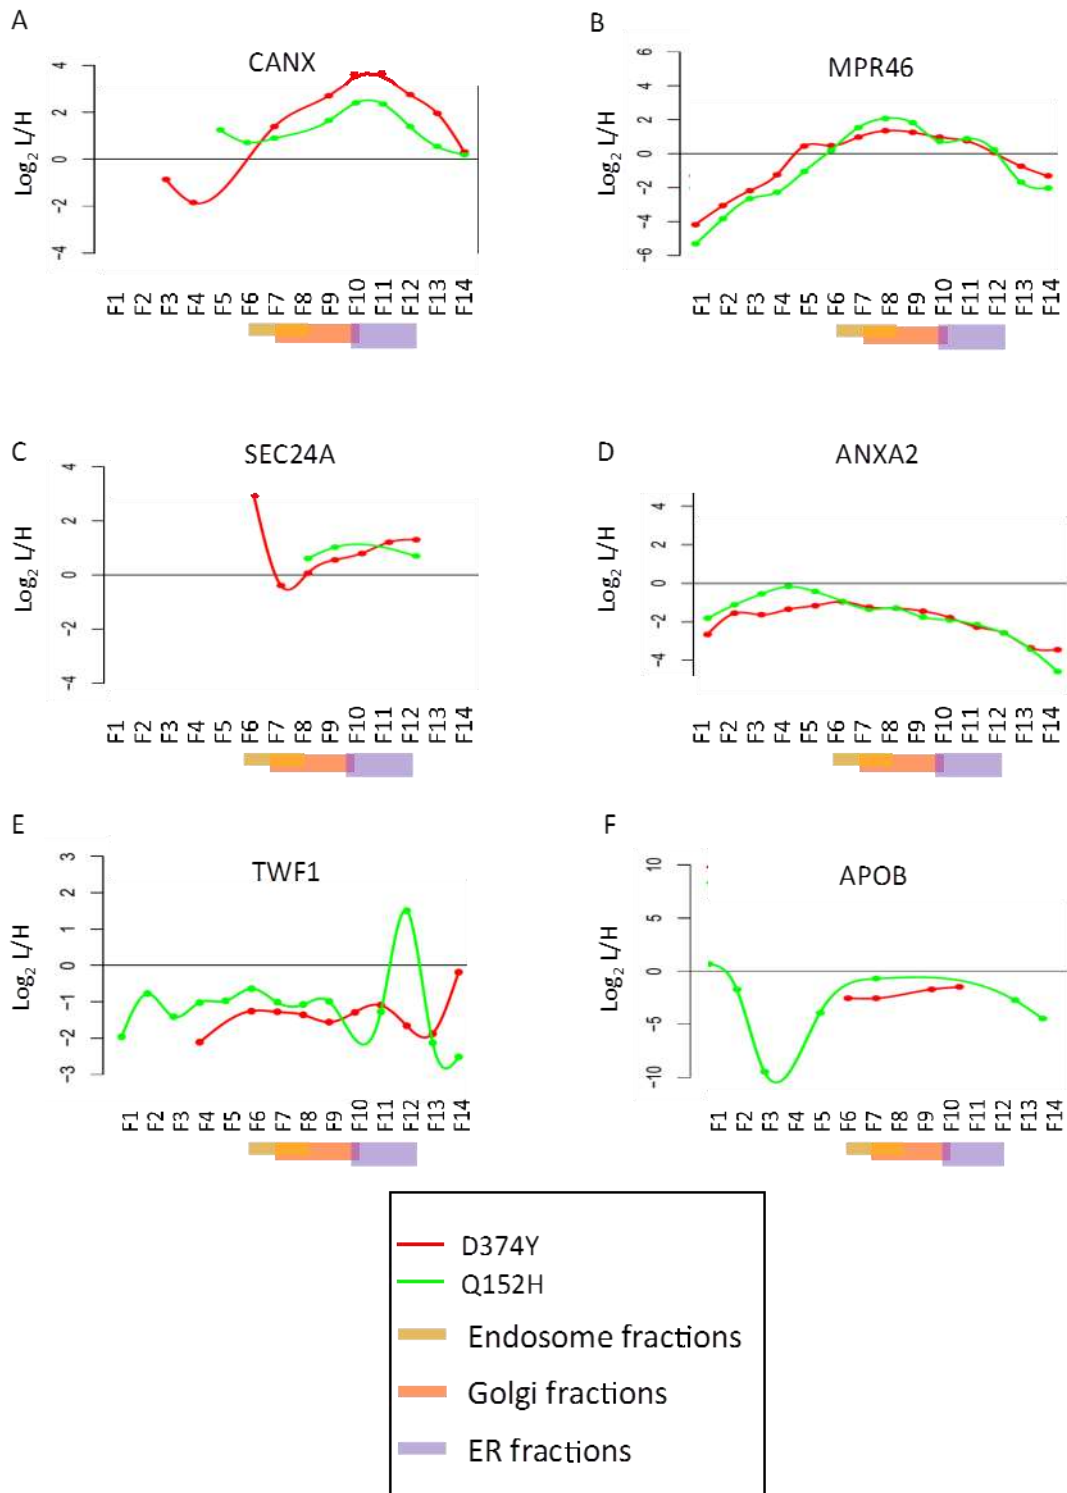 A
CANX
Log2 L/H
4
2
0
−2
−4
F1 F2 F3 F4 F5 F6 F7 F8 F9 F10 F11 F12 F13 F14
B
MPR46
Log2 L/H
6
4
2
0
−2
−4
−6
F1 F2 F3 F4 F5 F6 F7 F8 F9 F10 F11 F12 F13 F14
C
SEC24A
Log2 L/H
4
2
0
−2
−4
F1 F2 F3 F4 F5 F6 F7 F8 F9 F10 F11 F12 F13 F14
D
ANXA2
Log2 L/H
4
2
0
−2
−4
F1 F2 F3 F4 F5 F6 F7 F8 F9 F10 F11 F12 F13 F14
E
TWF1
Log2 L/H
3
2
1
0
−1
−2
−3
F1 F2 F3 F4 F5 F6 F7 F8 F9 F10 F11 F12 F13 F14
F
APOB
Log2 L/H
10
5
0
−5
−10
F1 F2 F3 F4 F5 F6 F7 F8 F9 F10 F11 F12 F13 F14
D374Y
Q152H
Endosome fractions
Golgi fractions
ER fractions